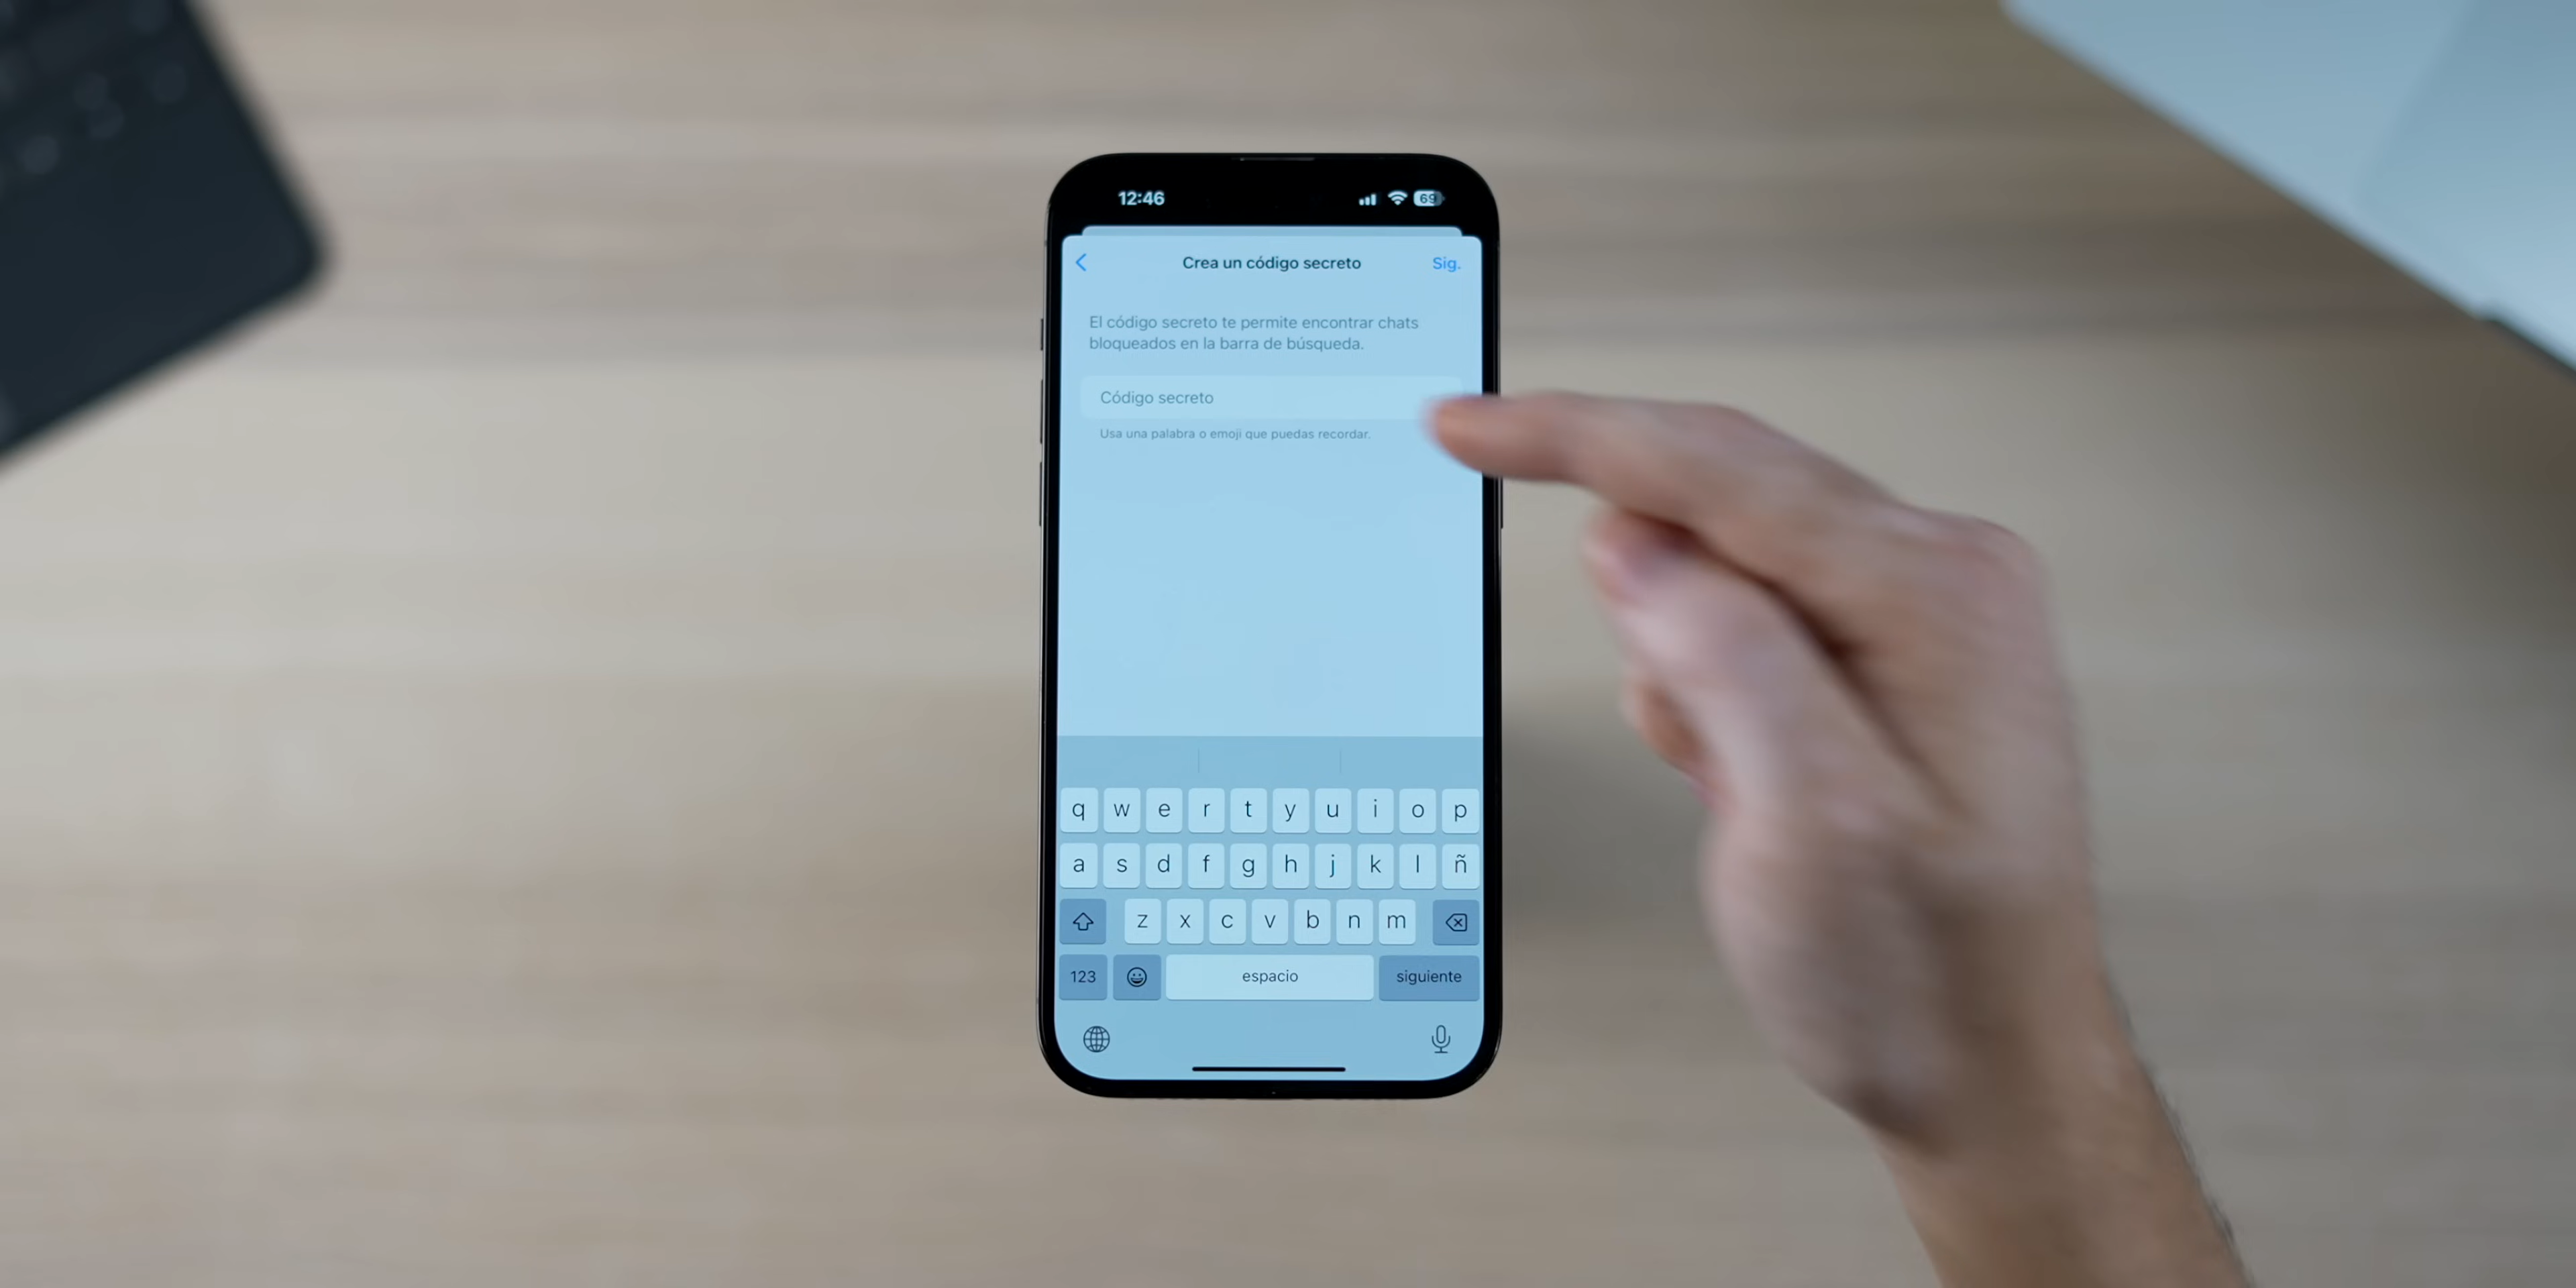 12:46
69
Crea un código secreto
Sig.
El código secreto te permite encontrar chats
bloqueados en la barra de búsqueda.
Código secreto
Usa una palabra o emoji que puedas recordar.
q w e r t y u i o p
a s d f g h j k l ñ
z x c v b n m
123 espacio siguiente